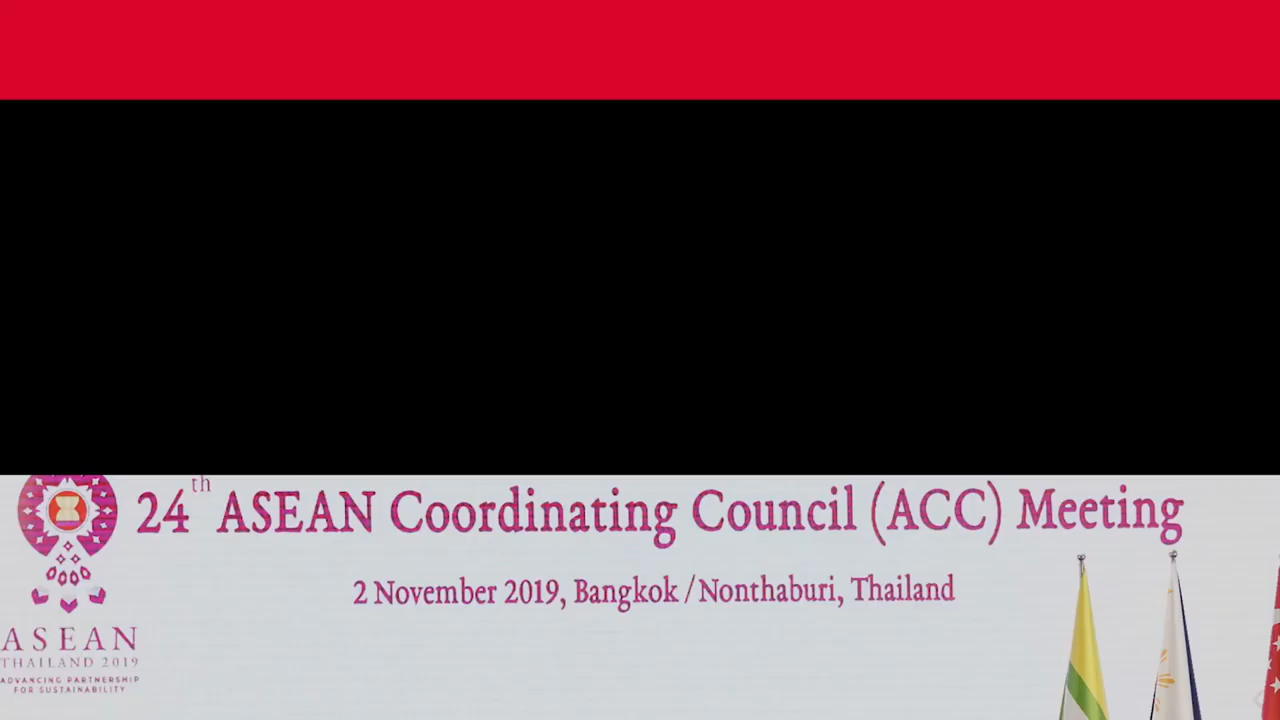 24th ASEAN Coordinating Council (ACC) Meeting
2 November 2019, Bangkok / Nonthaburi, Thailand
ASEAN
THAILAND 2019
ADVANCING PARTNERSHIP
FOR SUSTAINABILITY